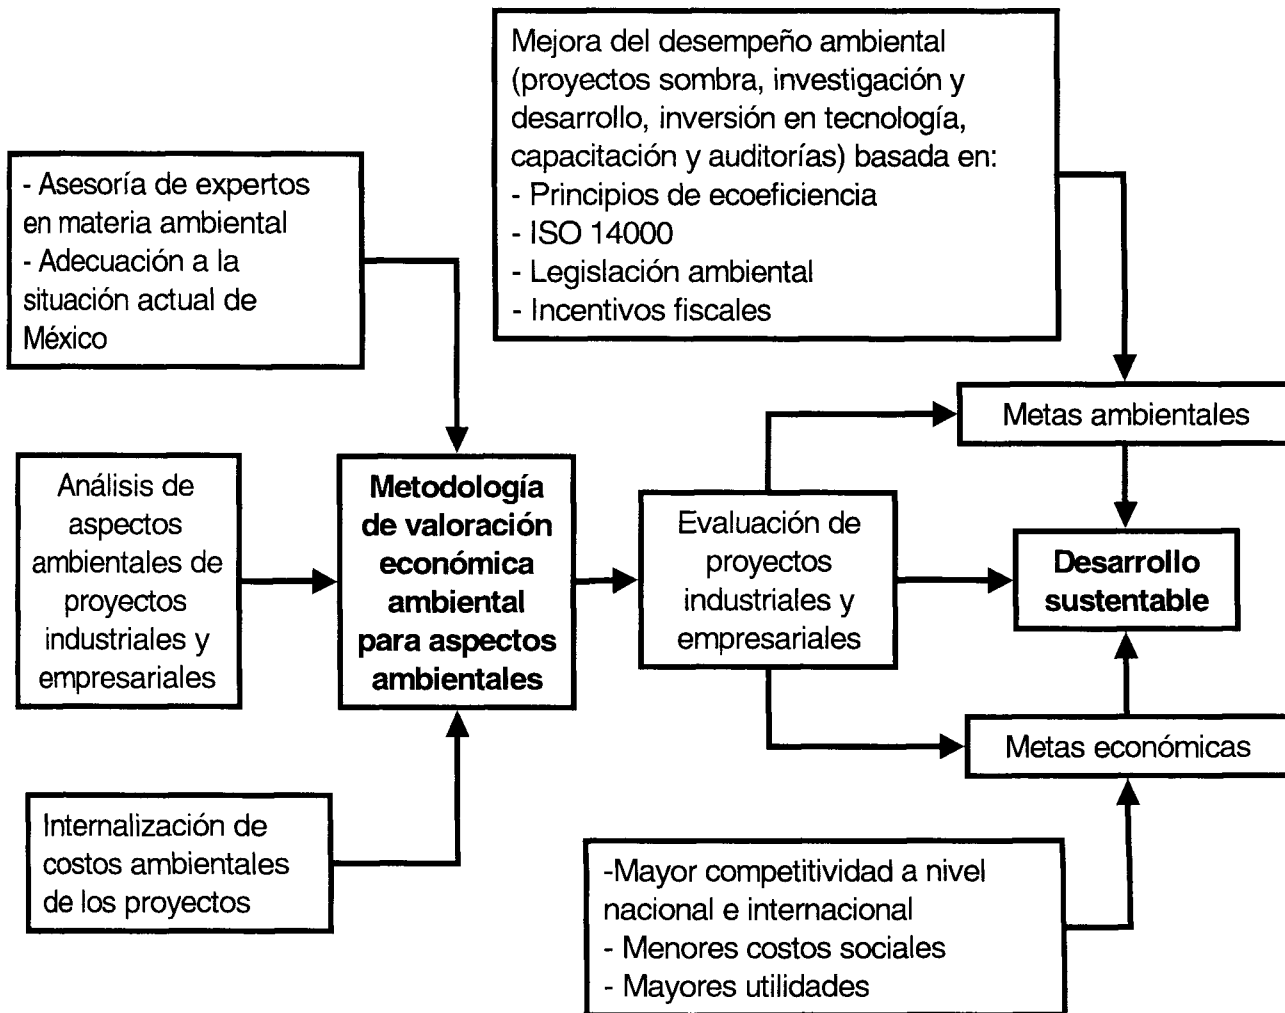 Mejora del desempeño ambiental
(proyectos sombra, investigación y
desarrollo, inversión en tecnología,
capacitación y auditorías) basada en:
- Principios de ecoeficiencia
- ISO 14000
- Legislación ambiental
- Incentivos fiscales
- Asesoría de expertos
en materia ambiental
- Adecuación a la
situación actual de
México
Metas ambientales
Análisis de
aspectos
ambientales de
proyectos
industriales y
empresariales
Metodología
de valoración
económica
ambiental
para aspectos
ambientales
Evaluación de
proyectos
industriales y
empresariales
Desarrollo
sustentable
Metas económicas
Internalización de
costos ambientales
de los proyectos
-Mayor competitividad a nivel
nacional e internacional
- Menores costos sociales
- Mayores utilidades